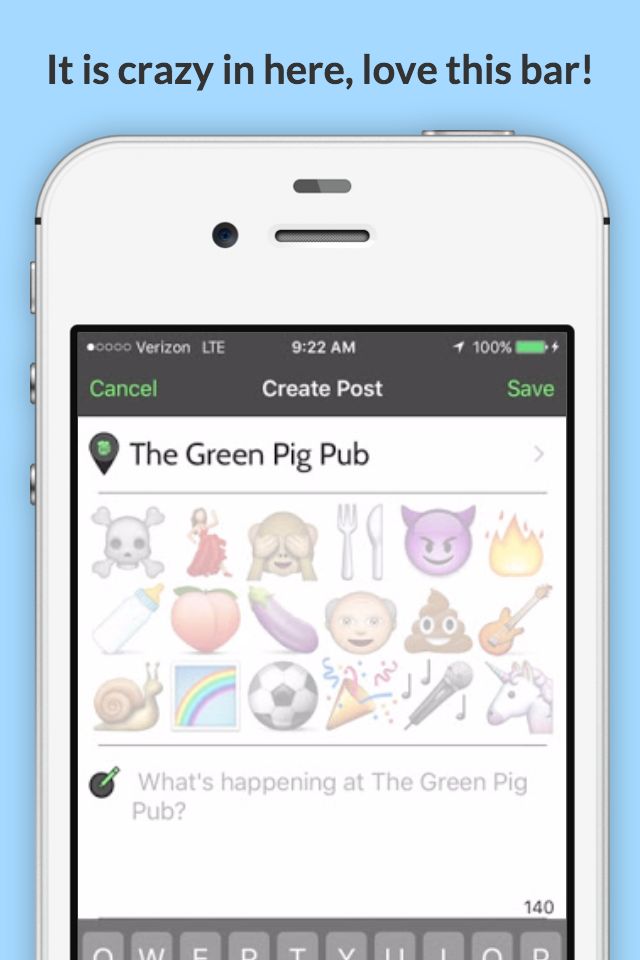 It is crazy in here, love this bar!
Verizon LTE 9:22 AM 100%
Cancel Create Post Save
The Green Pig Pub
What's happening at The Green Pig
Pub?
140
Q W E R T Y U I O P